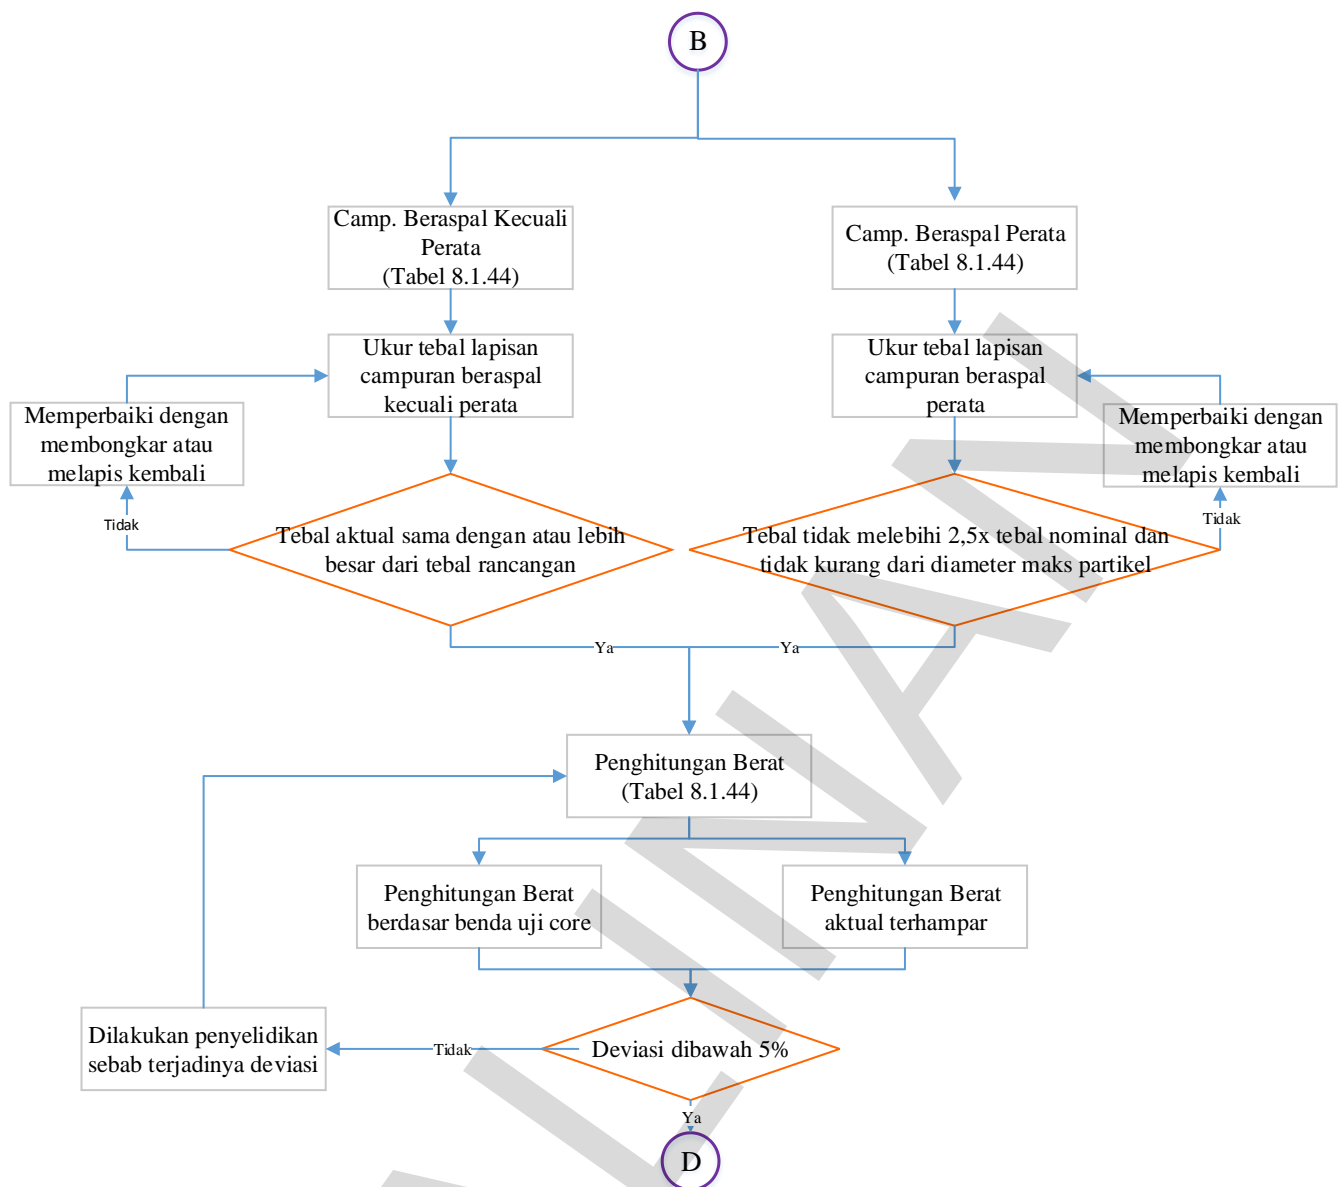 B
Camp. Beraspal Kecuali
Perata
(Tabel 8.1.44)
Camp. Beraspal Perata
(Tabel 8.1.44)
Ukur tebal lapisan
campuran beraspal
kecuali perata
Ukur tebal lapisan
campuran beraspal
perata
Memperbaiki dengan
membongkar atau
melapis kembali
Memperbaiki dengan
membongkar atau
melapis kembali
Tidak
Tidak
Tebal aktual sama dengan atau lebih
besar dari tebal rancangan
Tebal tidak melebihi 2,5x tebal nominal dan
tidak kurang dari diameter maks partikel
Ya
Ya
Penghitungan Berat
(Tabel 8.1.44)
Penghitungan Berat
berdasar benda uji core
Penghitungan Berat
aktual terhampar
Dilakukan penyelidikan
sebab terjadinya deviasi
Tidak
Deviasi dibawah 5%
Ya
D